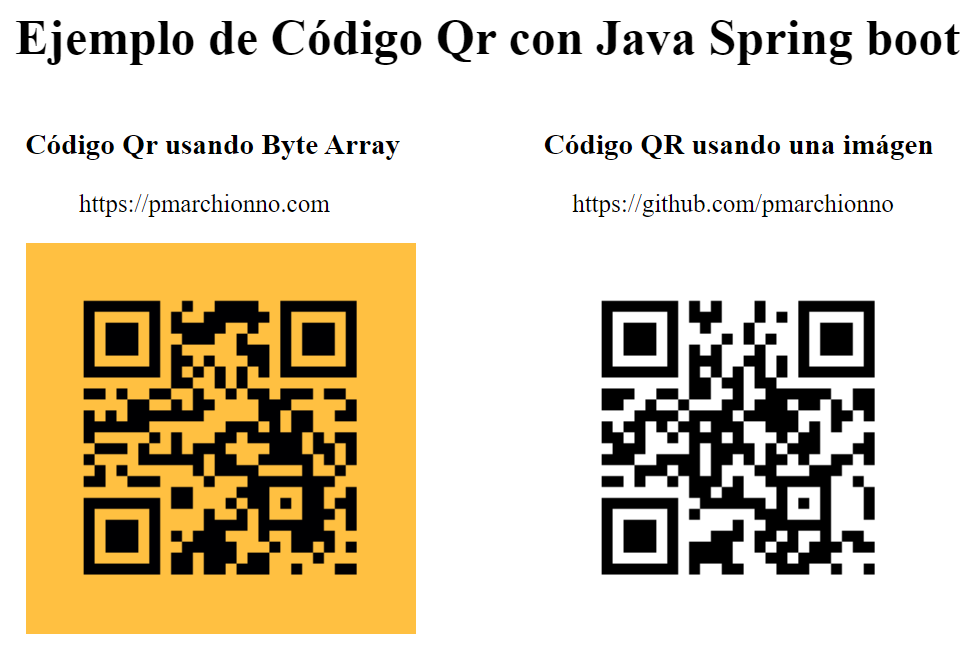 Ejemplo de Código Qr con Java Spring boot
Código Qr usando Byte Array
https://pmarchionno.com
Código QR usando una imágen
https://github.com/pmarchionno